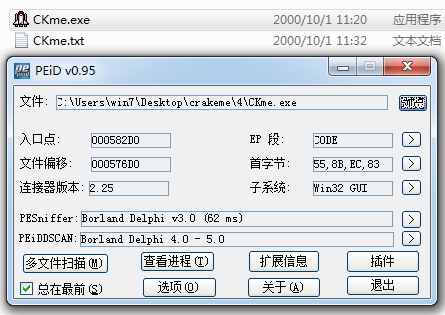 CKme.exe 2000/10/1 11:20 应用程序
CKme.txt 2000/10/1 11:32 文本文档
PEiD v0.95
文件: C:\Users\win7\Desktop\crakeme\4\CKme.exe 浏览
入口点: 000582D0 EP 段: CODE >
文件偏移: 000576D0 首字节: 55,8B,EC,83 >
连接器版本: 2.25 子系统: Win32 GUI >
PESniffer: Borland Delphi v3.0 (62 ms) >
PEiDDSCAN: Borland Delphi 4.0 - 5.0 >
多文件扫描(M) 查看进程(T) 扩展信息 插件
总在最前(S) 选项(O) 关于(A) 退出